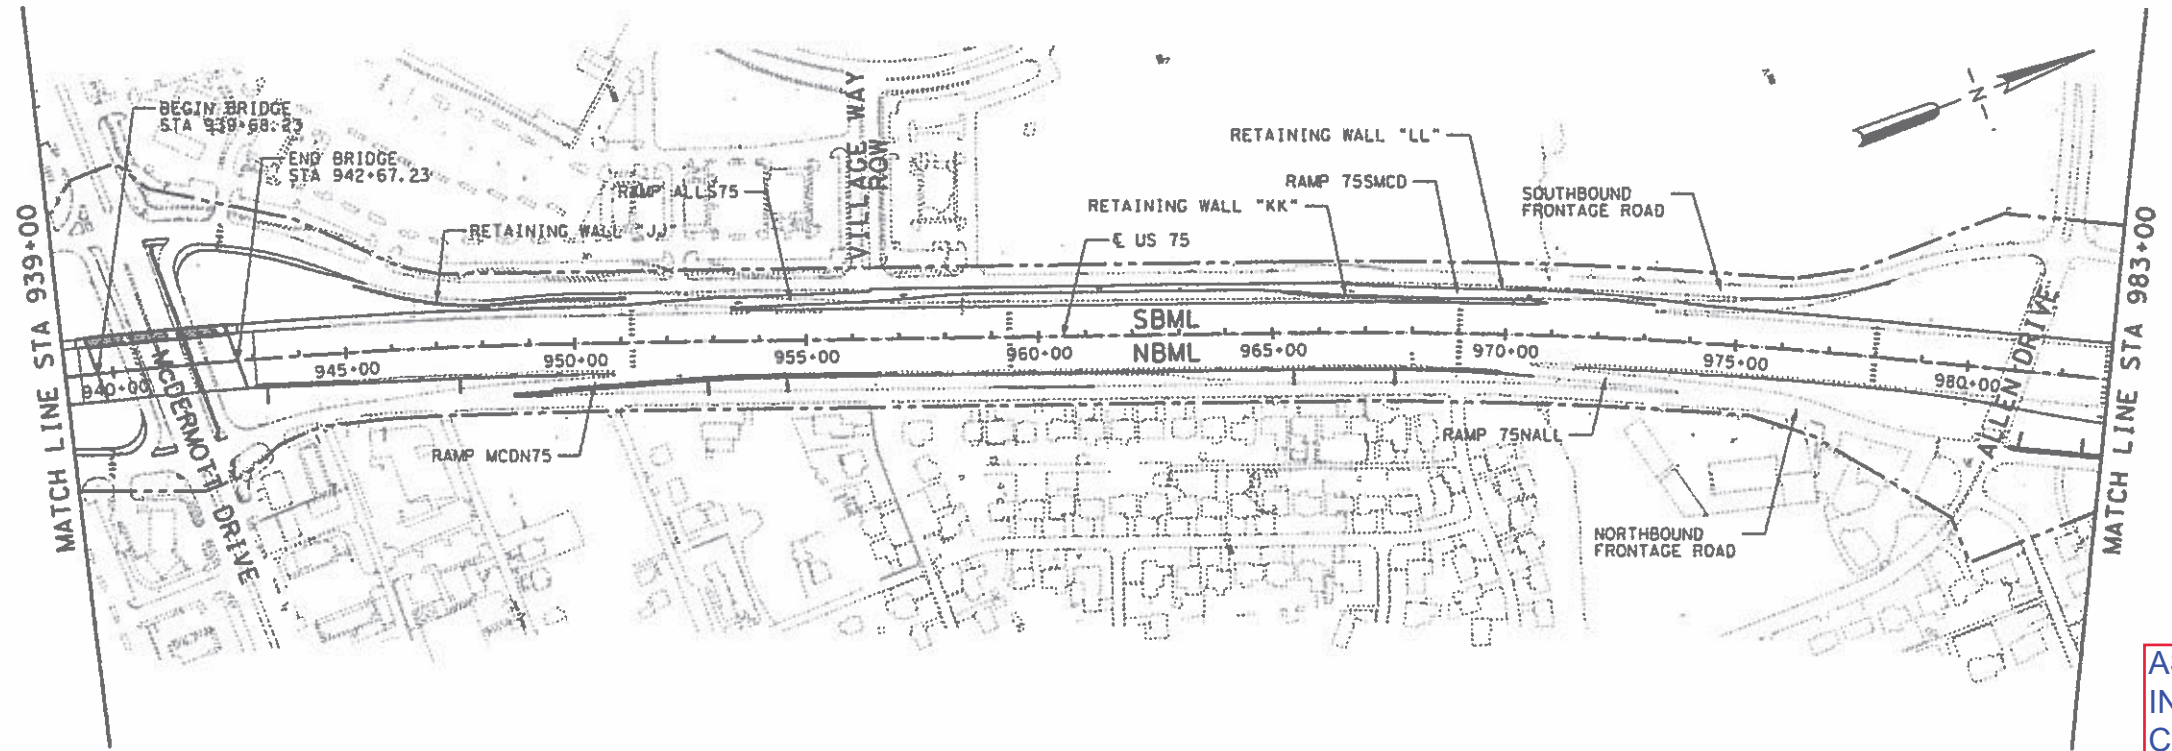 MATCH LINE STA 939+00
BEGIN BRIDGE
STA 939+68.23
END BRIDGE
STA 942+67.23
RETAINING WALL "JJ"
RAMP ALLS75
VILLAGE WAY
ROW
RETAINING WALL "LL"
RAMP 75SMCD
RETAINING WALL "KK"
℄ US 75
SOUTHBOUND
FRONTAGE ROAD
N
SBML
NBML
940+00
945+00
950+00
955+00
960+00
965+00
970+00
975+00
980+00
MCDERMOTT DRIVE
RAMP MCDN75
RAMP 75NALL
NORTHBOUND
FRONTAGE ROAD
ALLEN DRIVE
MATCH LINE STA 983+00
IN